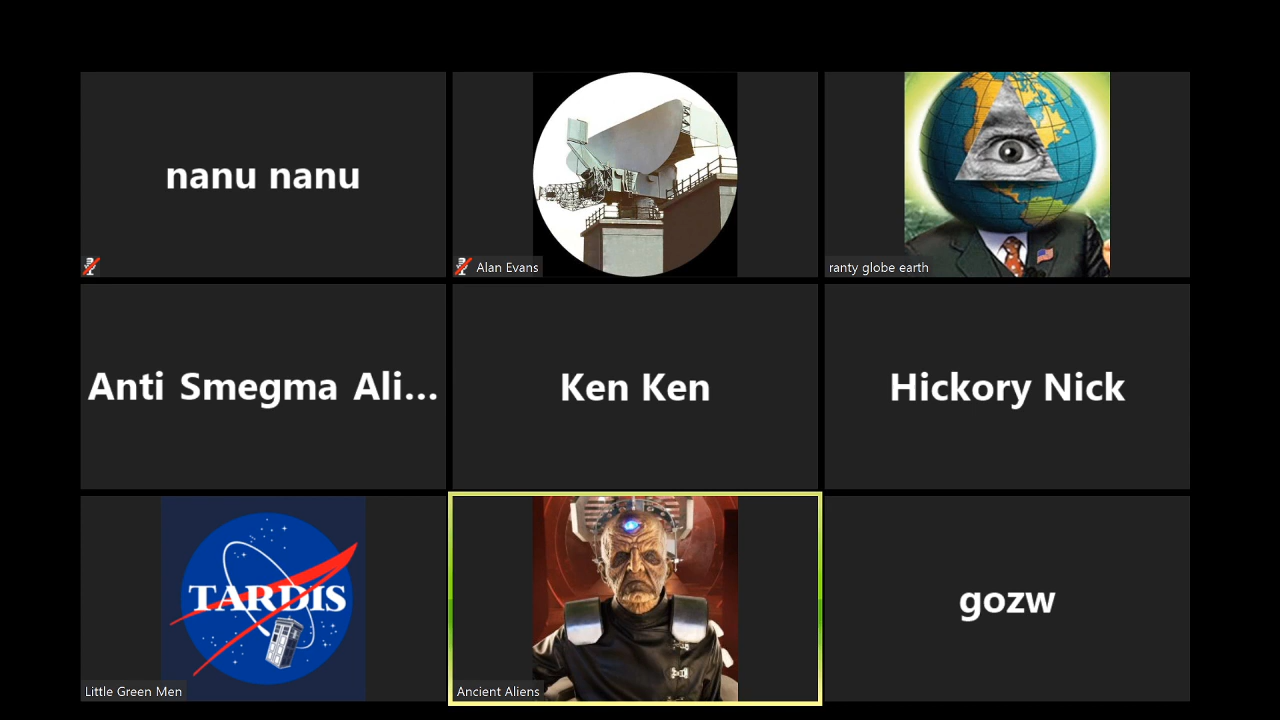 nanu nanu
Alan Evans
ranty globe earth
Anti Smegma Ali...
Ken Ken
Hickory Nick
TARDIS
Little Green Men
Ancient Aliens
gozw